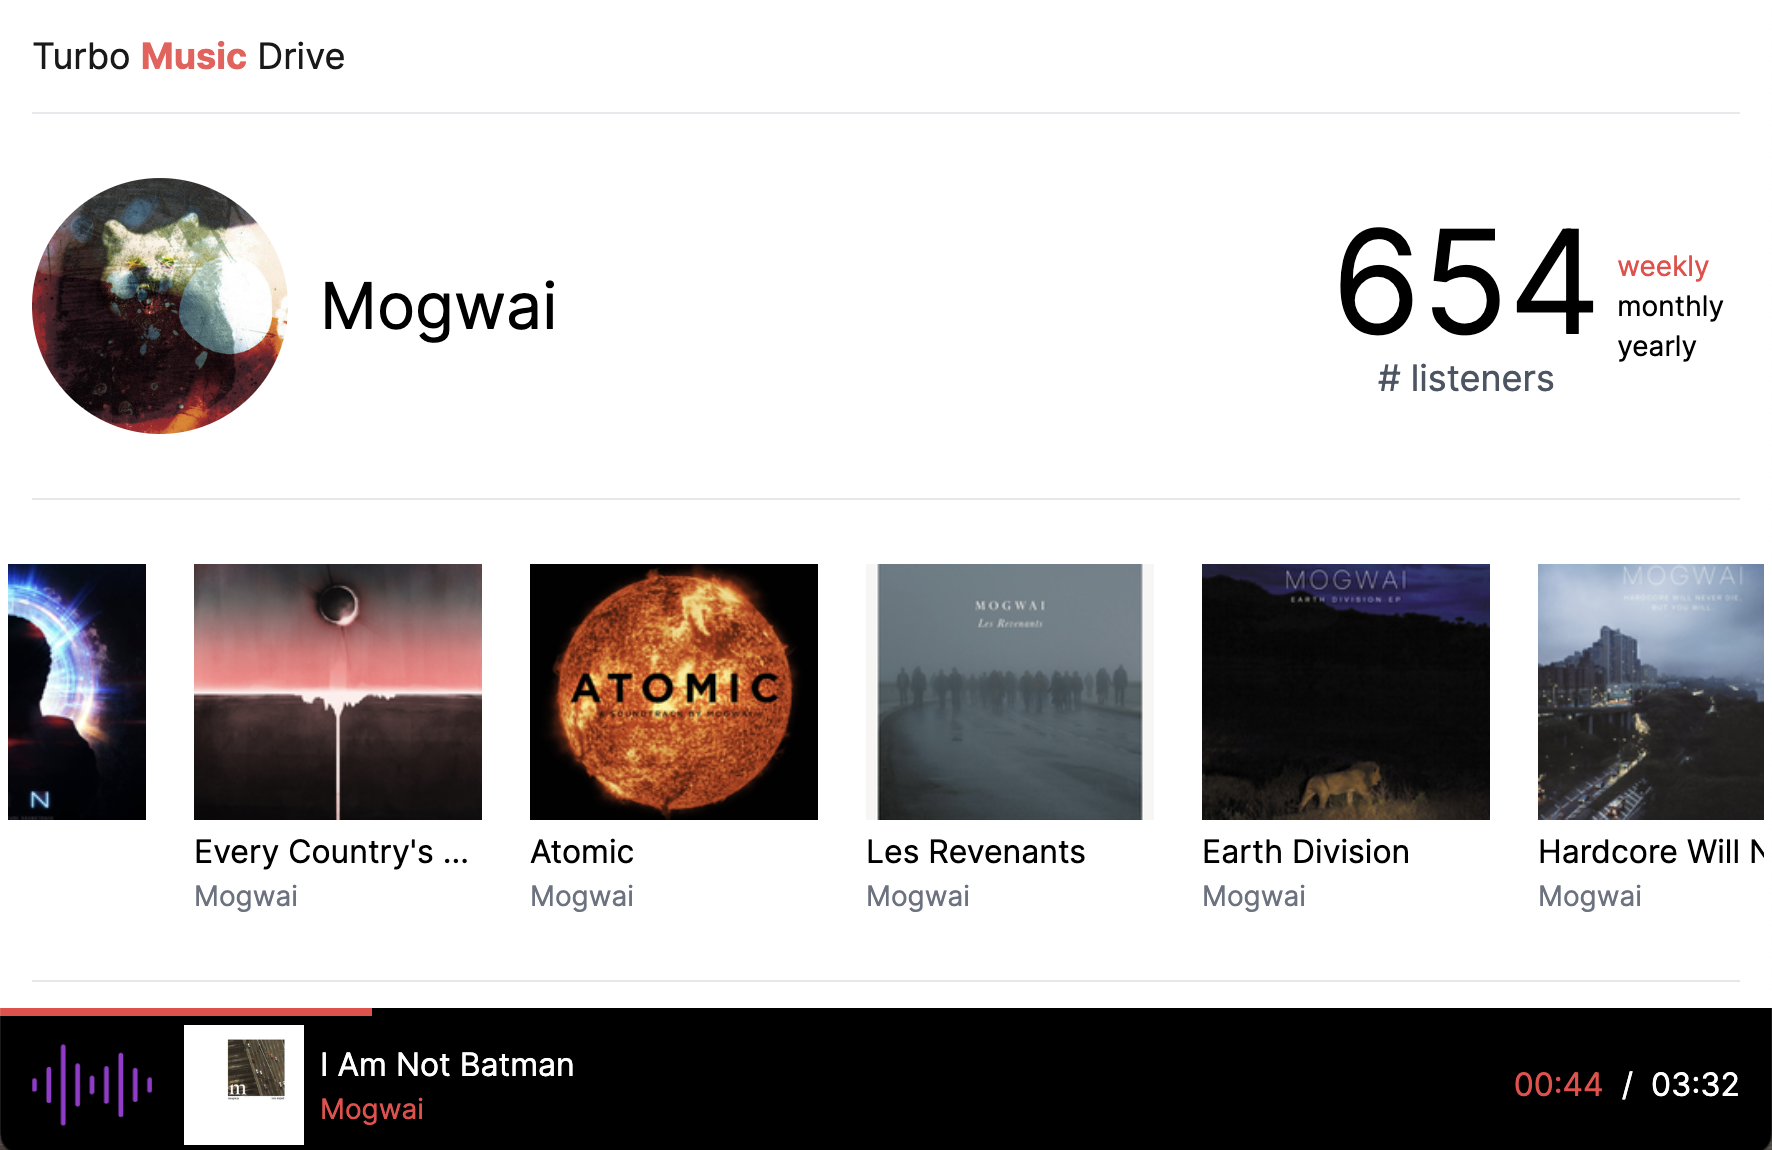 Turbo Music Drive
Mogwai
654
# listeners
weekly
monthly
yearly
N
MOGWAI
Les Revenants
ATOMIC
A SOUNDTRACK BY MOGWAI
MOGWAI
EARTH DIVISION EP
MOGWAI
HARDCORE WILL NEVER DIE,
BUT YOU WILL.
Every Country's ...
Mogwai
Atomic
Mogwai
Les Revenants
Mogwai
Earth Division
Mogwai
Hardcore Will N
Mogwai
m
I Am Not Batman
Mogwai
00:44 / 03:32